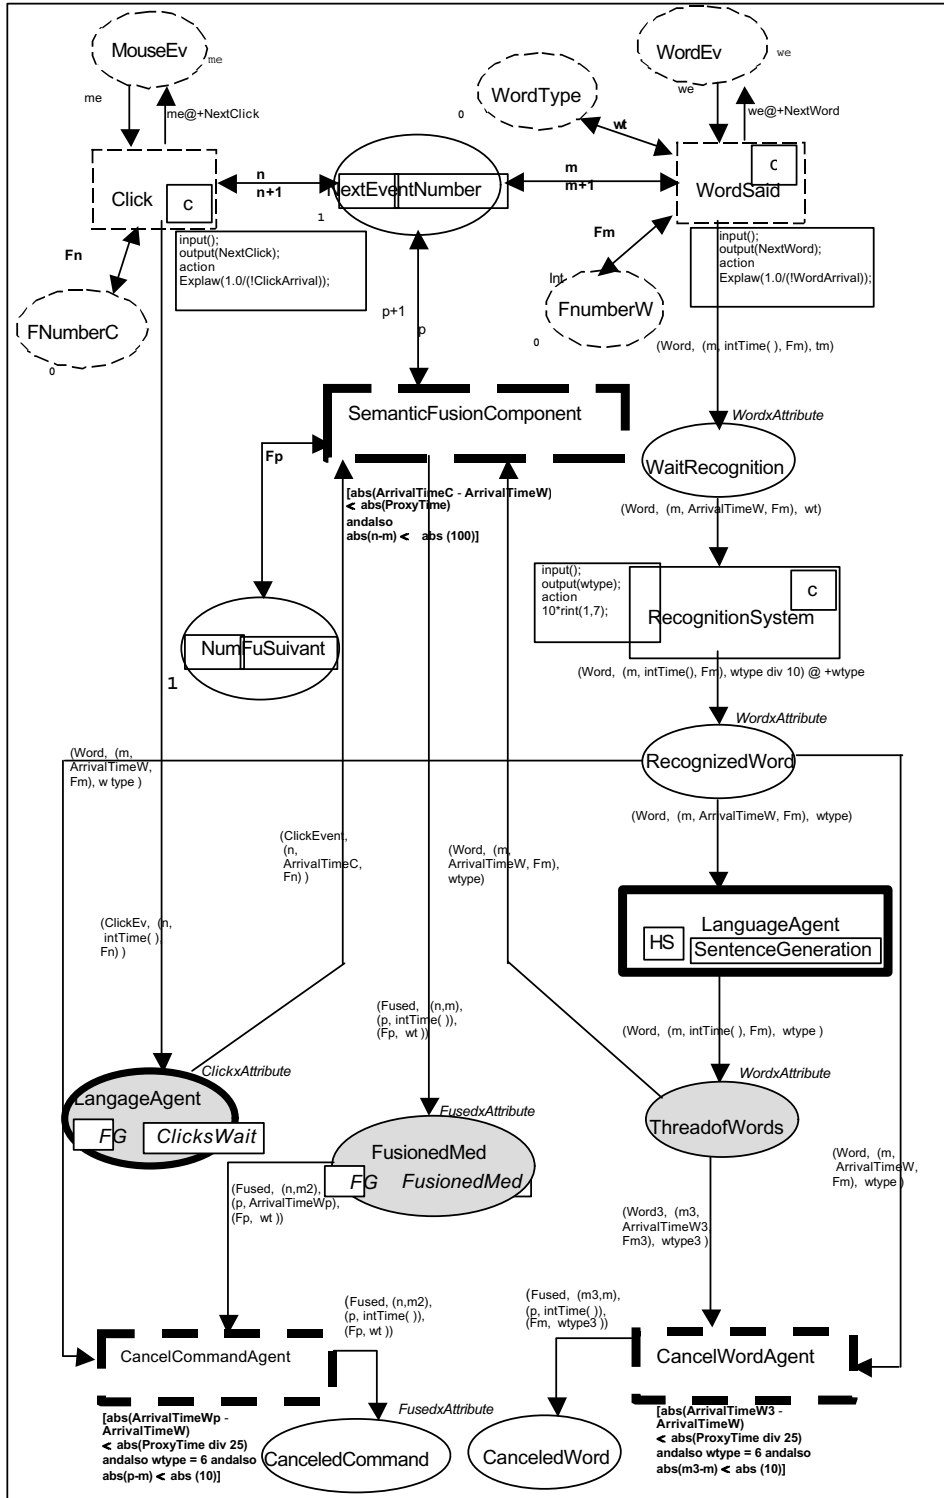 MouseEv
me
me
me@+NextClick
WordEv
we
we
we@+NextWord
WordType
0
wt
Click
C
n
n+1
extEventNumber
1
m
m+1
WordSaid
C
input();
output(NextClick);
action
Explaw(1.0/(!ClickArrival));
input();
output(NextWord);
action
Explaw(1.0/(!WordArrival));
Fn
FNumberC
0
Fm
Int
FnumberW
0
p+1
p
(Word, (m, intTime( ), Fm), tm)
SemanticFusionComponent
WordxAttribute
WaitRecognition
Fp
[abs(ArrivalTimeC - ArrivalTimeW)
< abs(ProxyTime)
andalso
abs(n-m) < abs (100)]
(Word, (m, ArrivalTimeW, Fm), wt)
input();
output(wtype);
action
10*rint(1,7);
C
RecognitionSystem
NumFuSuivant
1
(Word, (m, intTime(), Fm), wtype div 10) @ +wtype
WordxAttribute
RecognizedWord
(Word, (m,
ArrivalTimeW,
Fm), w type )
(Word, (m, ArrivalTimeW, Fm), wtype)
(ClickEvent,
(n,
ArrivalTimeC,
Fn) )
(Word, (m,
ArrivalTimeW, Fm),
wtype)
LanguageAgent
HS
SentenceGeneration
(ClickEv, (n,
intTime( ),
Fn) )
(Fused, (n,m),
(p, intTime( )),
(Fp, wt ))
(Word, (m, intTime( ), Fm), wtype )
ClickxAttribute
WordxAttribute
LangageAgent
FG
ClicksWait
FusedxAttribute
FusionedMed
FG
FusionedMed
ThreadofWords
(Word, (m,
ArrivalTimeW,
Fm), wtype )
(Fused, (n,m2),
(p, ArrivalTimeWp),
(Fp, wt ))
(Word3, (m3,
ArrivalTimeW3,
Fm3), wtype3 )
(Fused, (n,m2),
(p, intTime( )),
(Fp, wt ))
(Fused, (m3,m),
(p, intTime( )),
(Fm, wtype3 ))
CancelCommandAgent
CancelWordAgent
[abs(ArrivalTimeWp -
ArrivalTimeW)
< abs(ProxyTime div 25)
andalso wtype = 6 andalso
abs(p-m) < abs (10)]
FusedxAttribute
CanceledCommand
CanceledWord
[abs(ArrivalTimeW3 -
ArrivalTimeW)
< abs(ProxyTime div 25)
andalso wtype = 6 andalso
abs(m3-m) < abs (10)]